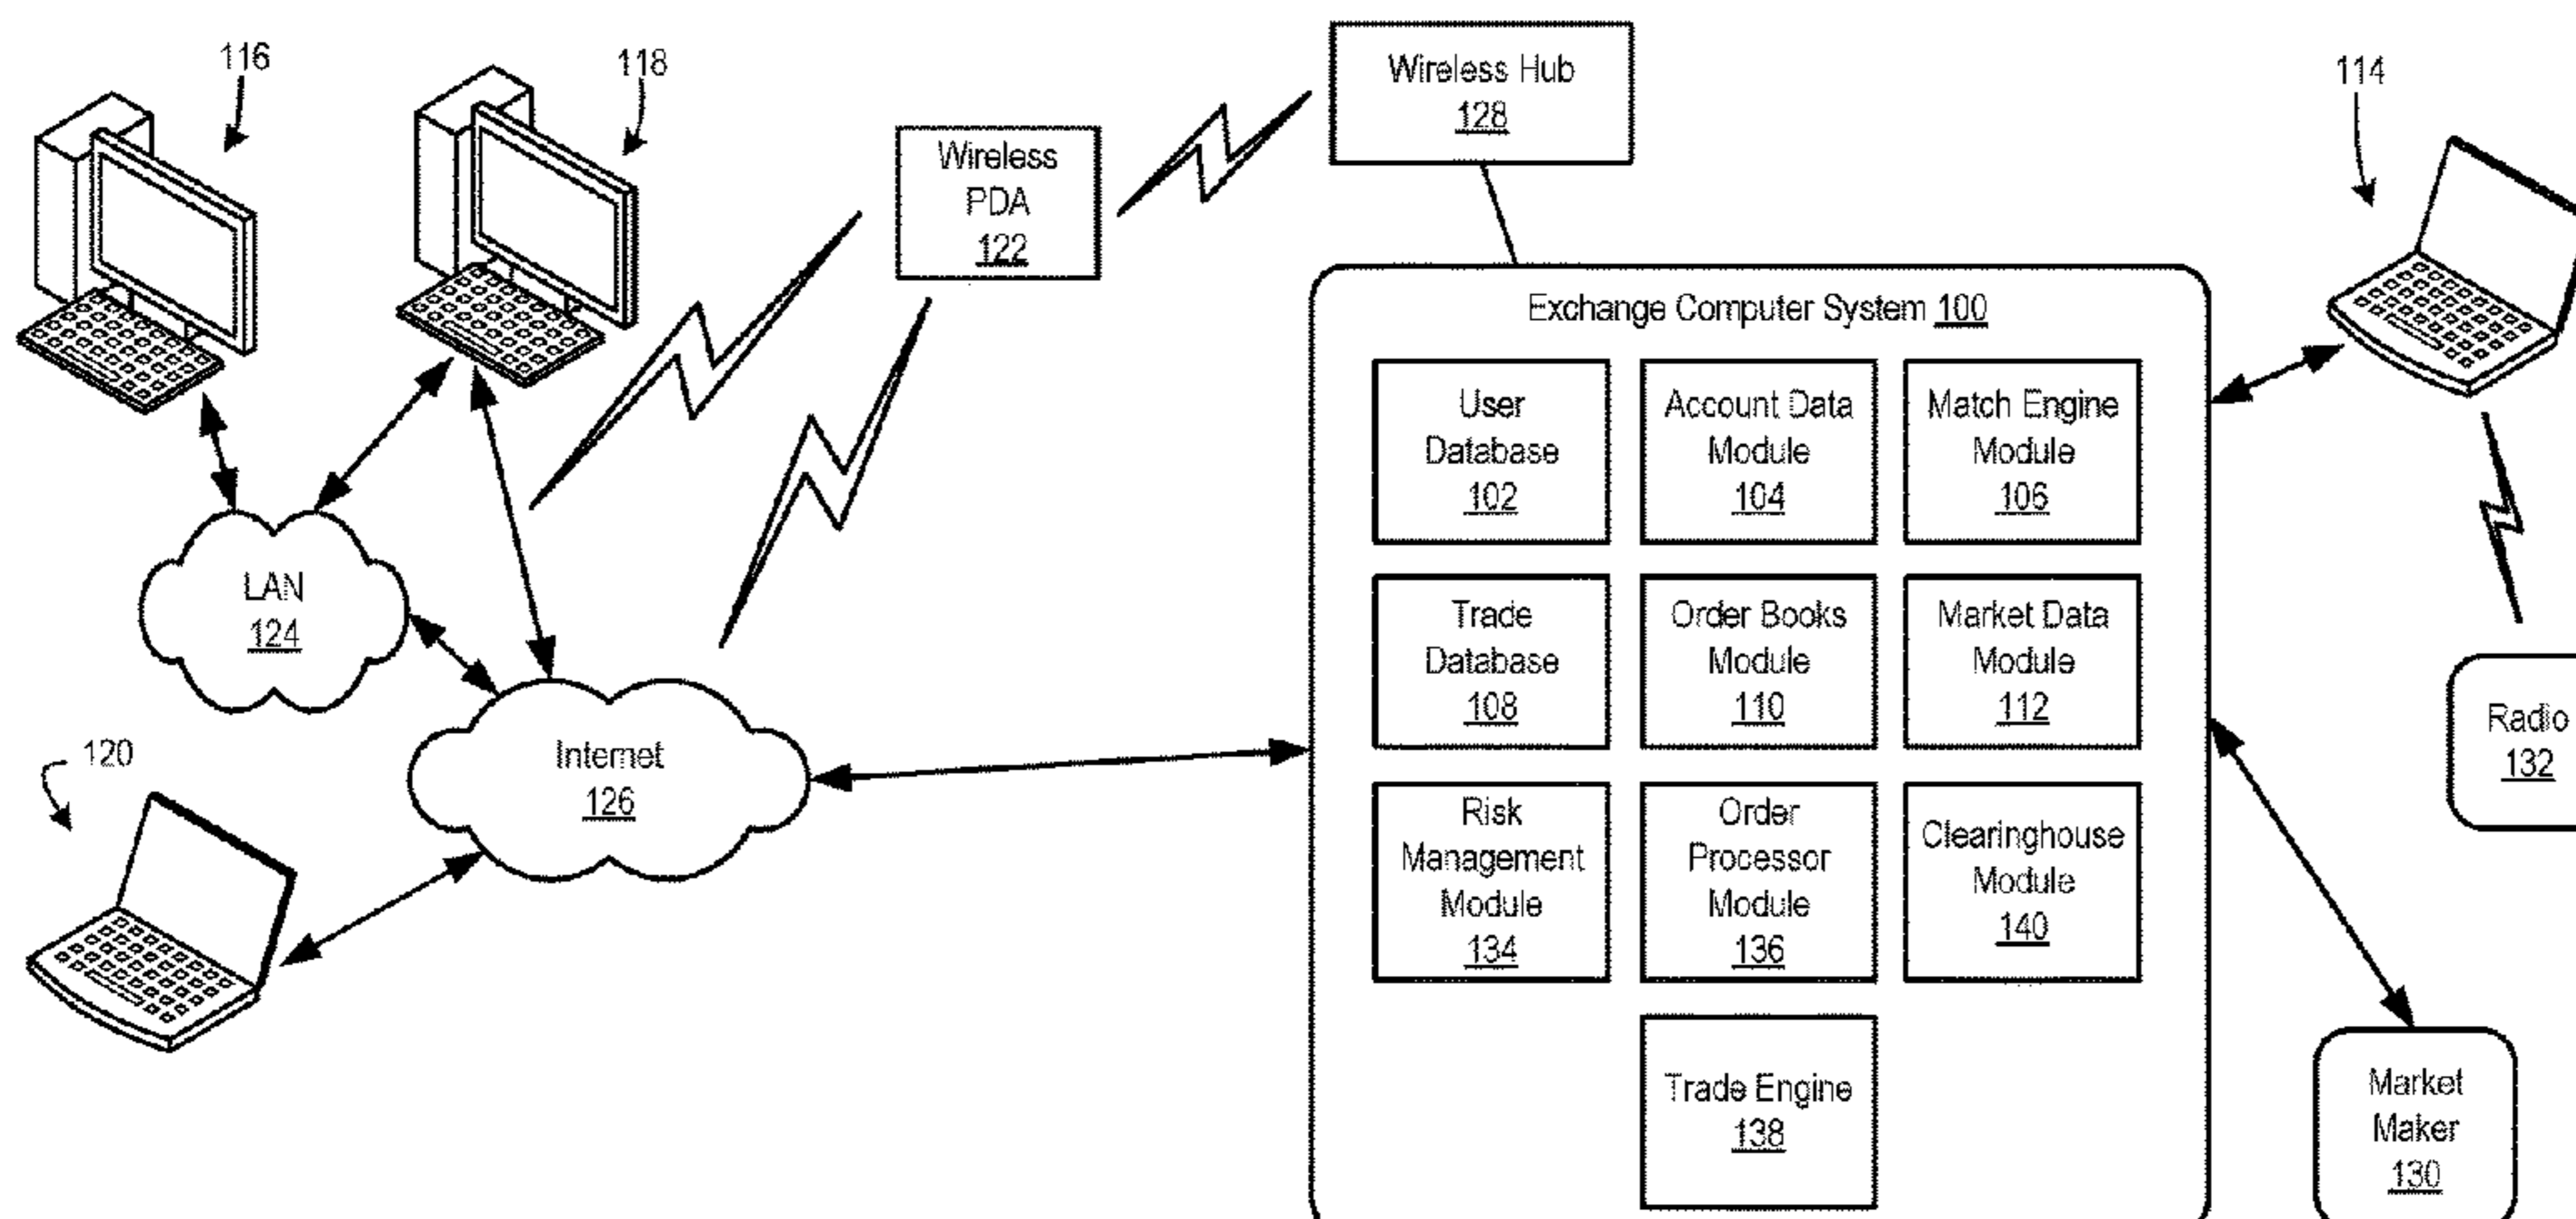 116
118
Wireless Hub
128
114
Wireless
PDA
122
Exchange Computer System 100
User
Database
102
Account Data
Module
104
Match Engine
Module
106
LAN
124
Trade
Database
108
Order Books
Module
110
Market Data
Module
112
Radio
132
120
Internet
126
Risk
Management
Module
134
Order
Processor
Module
136
Clearinghouse
Module
140
Trade Engine
138
Market
Maker
130